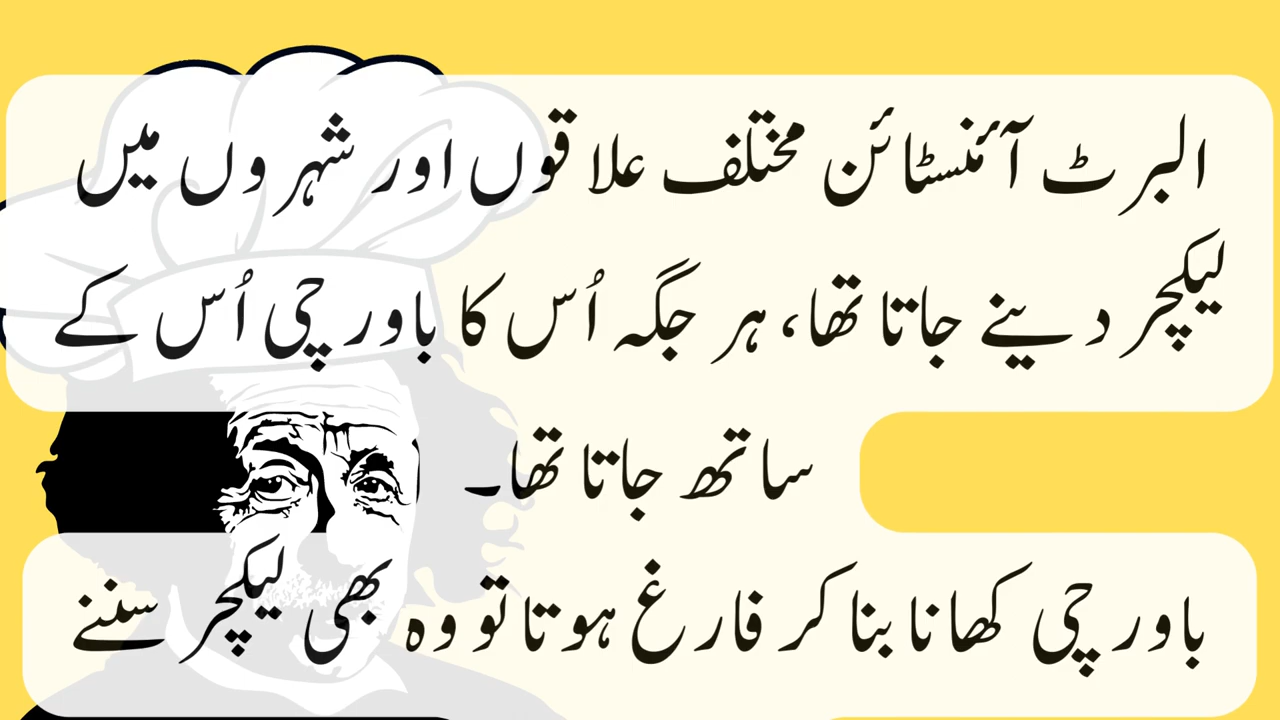 البرٹ آئنسٹائن مختلف علاقوں اور شہروں میں
لیکچر دینے جاتا تھا، ہر جگہ اُس کا باورچی اُس کے
ساتھ جاتا تھا۔
باورچی کھانا بنا کر فارغ ہوتا تو وہ بھی لیکچر سننے